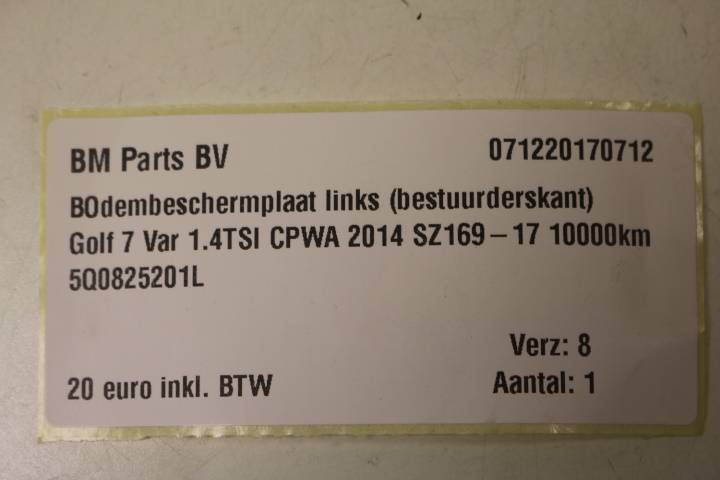 BM Parts BV 071220170712
BOdembeschermplaat links (bestuurderskant)
Golf 7 Var 1.4TSI CPWA 2014 SZ169-17 10000km
5Q0825201L
Verz: 8
20 euro inkl. BTW Aantal: 1